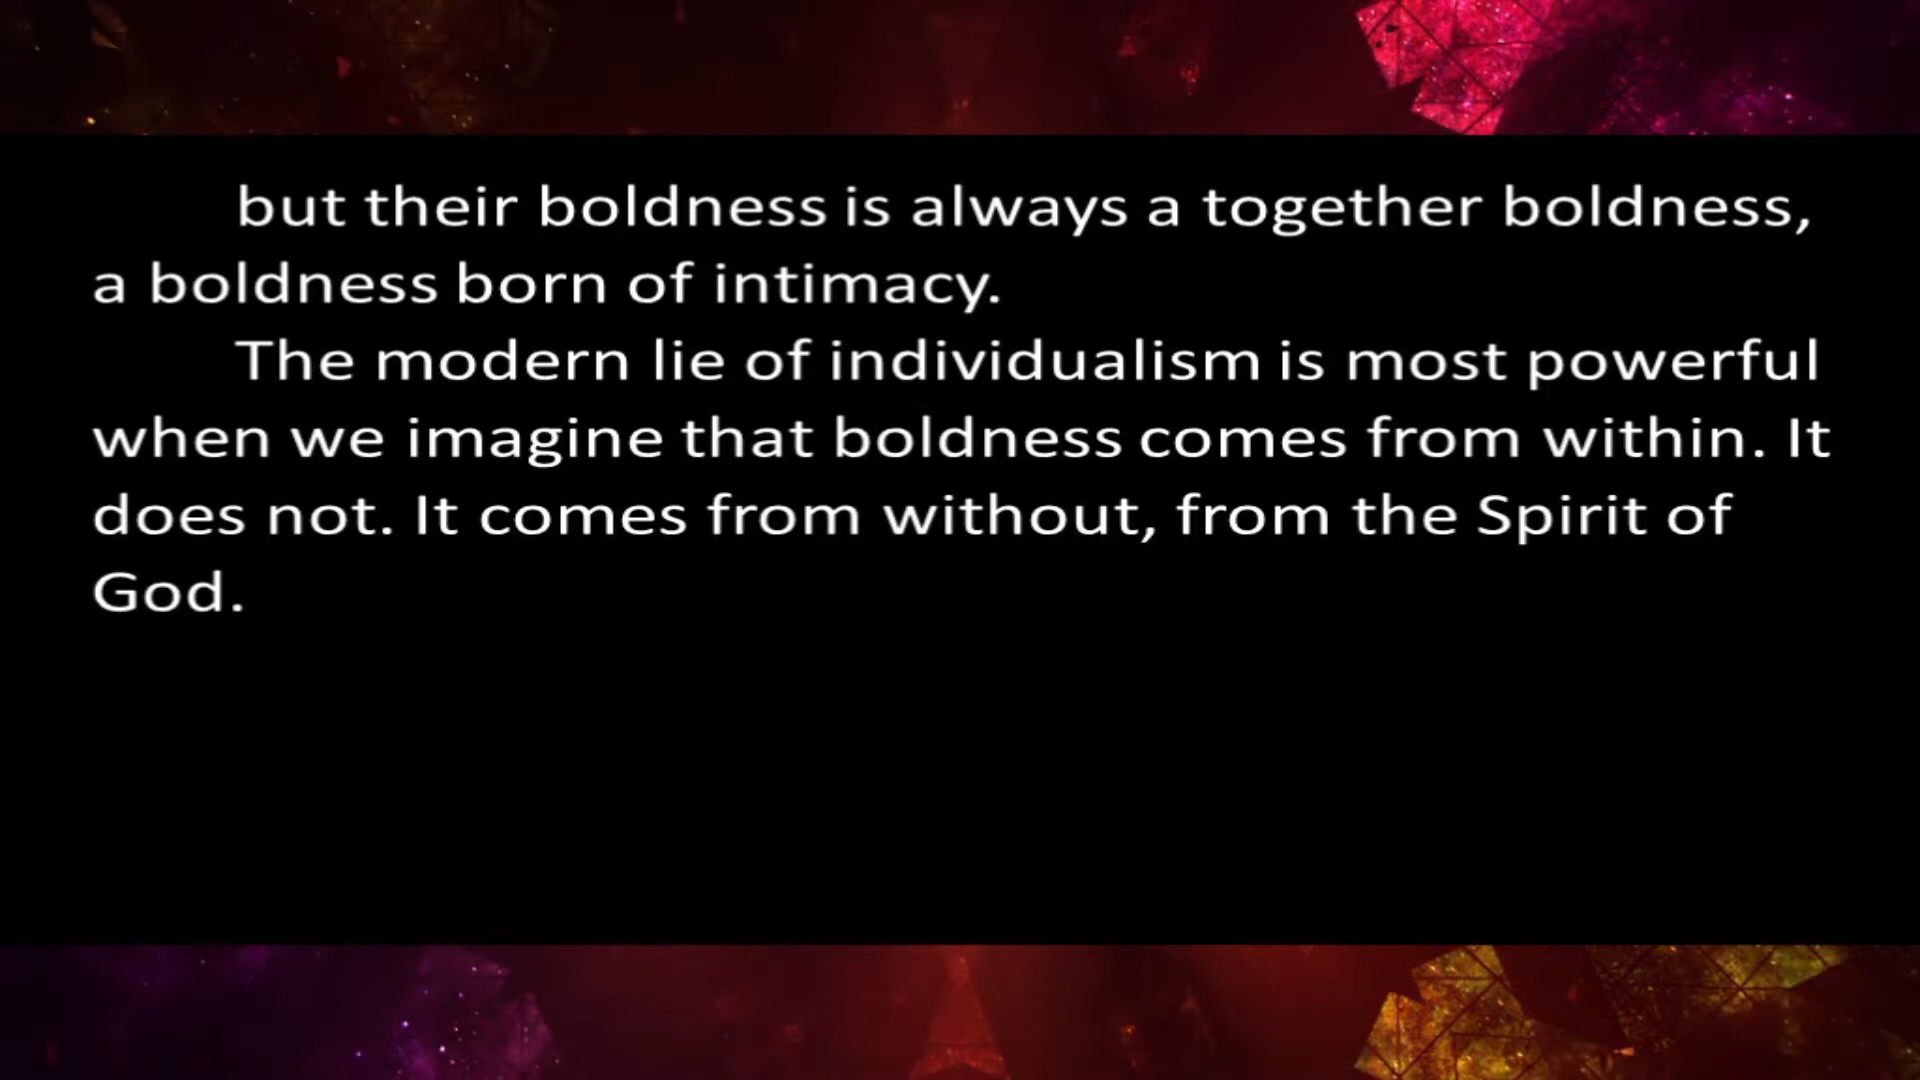 but their boldness is always a together boldness,
a boldness born of intimacy.
The modern lie of individualism is most powerful
when we imagine that boldness comes from within. It
does not. It comes from without, from the Spirit of
God.